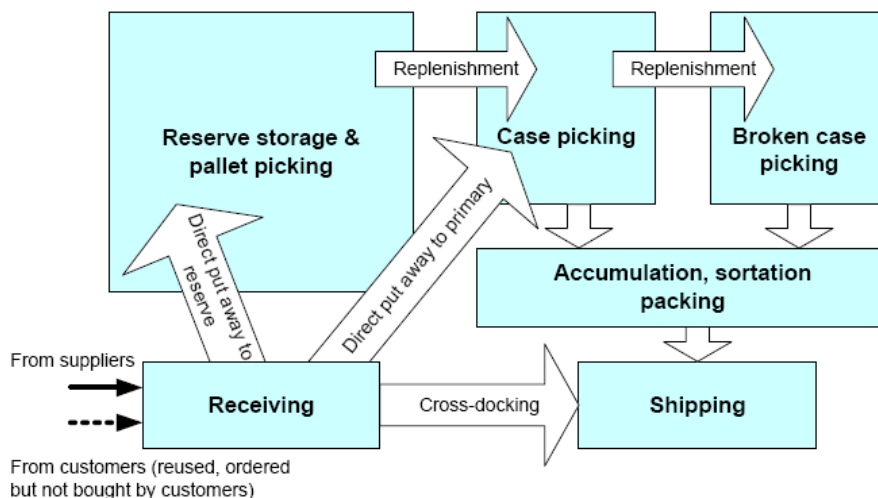 Replenishment
Replenishment
Reserve storage &
pallet picking
Case picking
Broken case
picking
Direct put away to
reserve
Direct put away to primary
Accumulation, sortation
packing
From suppliers
Receiving
Cross-docking
Shipping
From customers (reused, ordered
but not bought by customers)